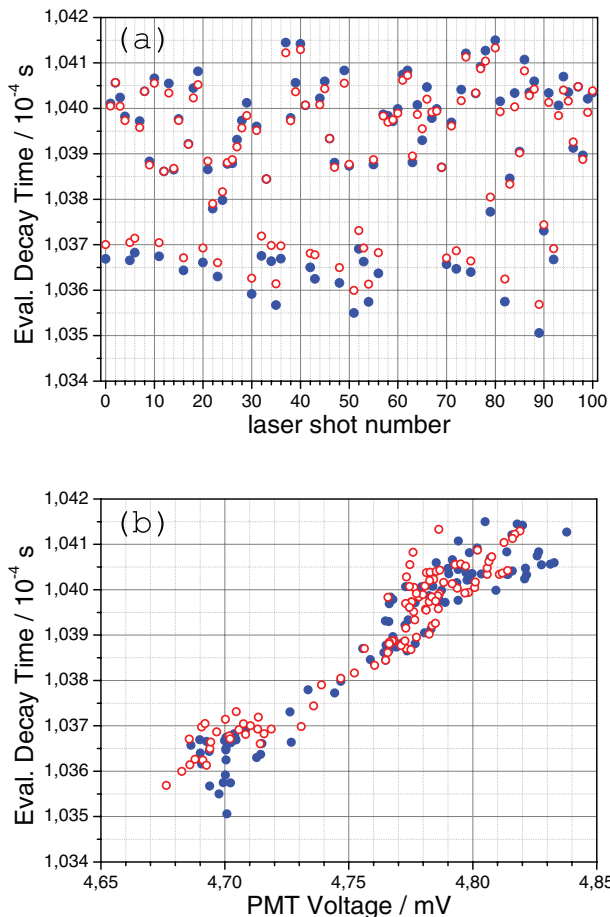 (a)
Eval. Decay Time / 10⁻⁴ s
1,042
1,041
1,040
1,039
1,038
1,037
1,036
1,035
1,034
0 10 20 30 40 50 60 70 80 90 100
laser shot number
(b)
Eval. Decay Time / 10⁻⁴ s
1,042
1,041
1,040
1,039
1,038
1,037
1,036
1,035
1,034
4,65 4,70 4,75 4,80 4,85
PMT Voltage / mV